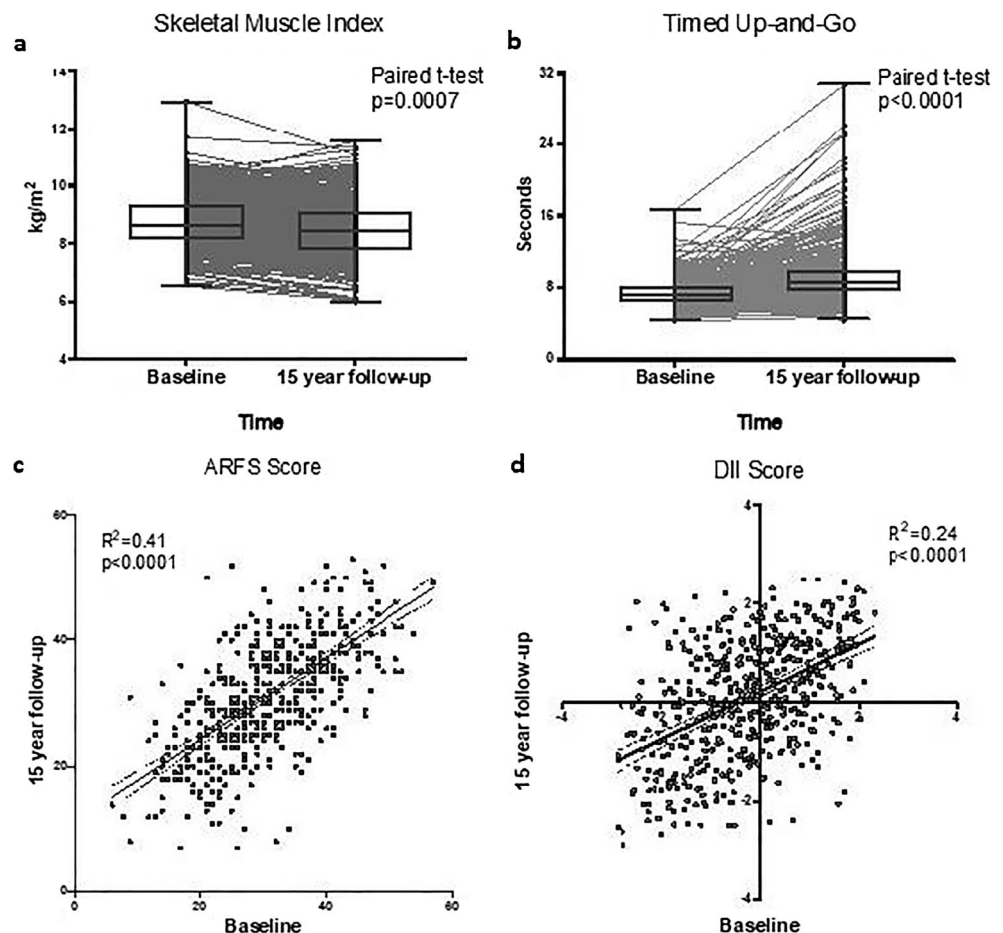 a
Skeletal Muscle Index
Paired t-test
p=0.0007
kg/m²
14
12
10
8
6
4
Baseline
15 year follow-up
Time
b
Timed Up-and-Go
Paired t-test
p<0.0001
Seconds
32
24
16
8
0
Baseline
15 year follow-up
Time
c
ARFS Score
R²=0.41
p<0.0001
15 year follow-up
60
40
20
0
0
20
40
60
Baseline
d
DII Score
R²=0.24
p<0.0001
15 year follow-up
4
2
-2
-4
-4
-2
2
4
Baseline